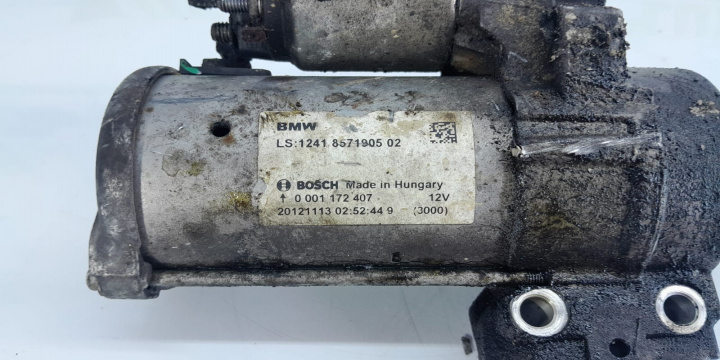 BMW
LS:1241 8571905 02
BOSCH Made in Hungary
↑ 0 001 172 407 12V
20121113 02:52:44 9 (3000)